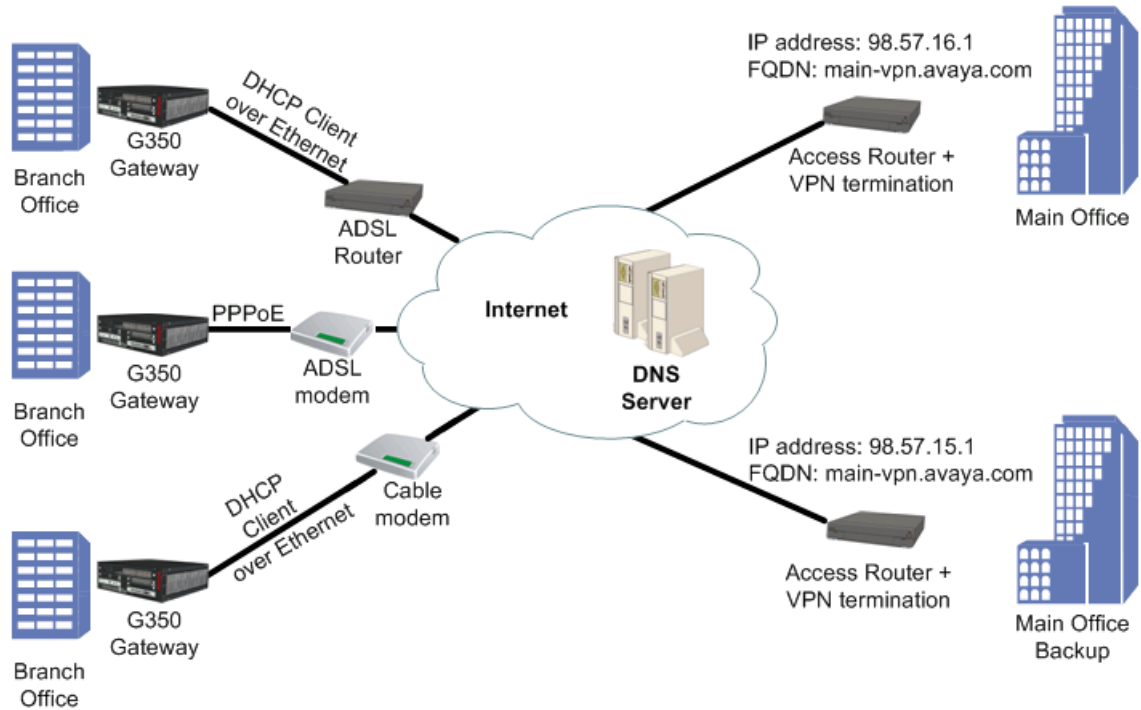 DHCP Client
over Ethernet
G350
Gateway
Branch
Office
ADSL
Router
IP address: 98.57.16.1
FQDN: main-vpn.avaya.com
Access Router +
VPN termination
Main Office
PPPoE
G350
Gateway
Branch
Office
ADSL
modem
Internet
DNS
Server
DHCP
Client
over Ethernet
Cable
modem
G350
Gateway
Branch
Office
IP address: 98.57.15.1
FQDN: main-vpn.avaya.com
Access Router +
VPN termination
Main Office
Backup